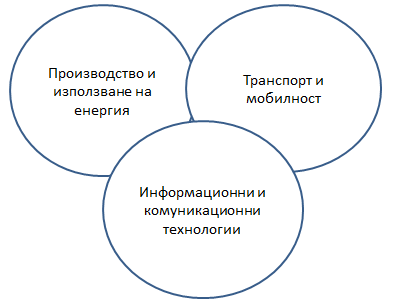 Производство и
използване на
енергия
Транспорт и
мобилност
Информационни и
комуникационни
технологии